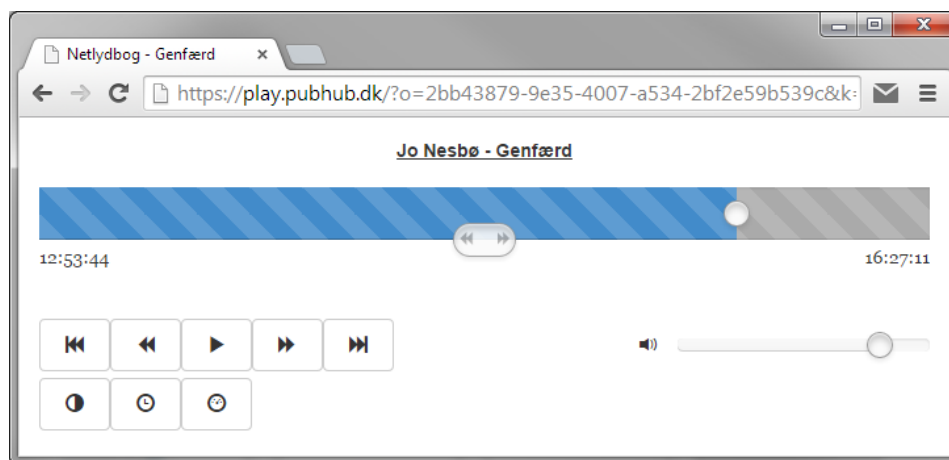 Netlydbog - Genfærd
https://play.pubhub.dk/?o=2bb43879-9e35-4007-a534-2bf2e59b539c&k=
Jo Nesbø - Genfærd
12:53:44
16:27:11